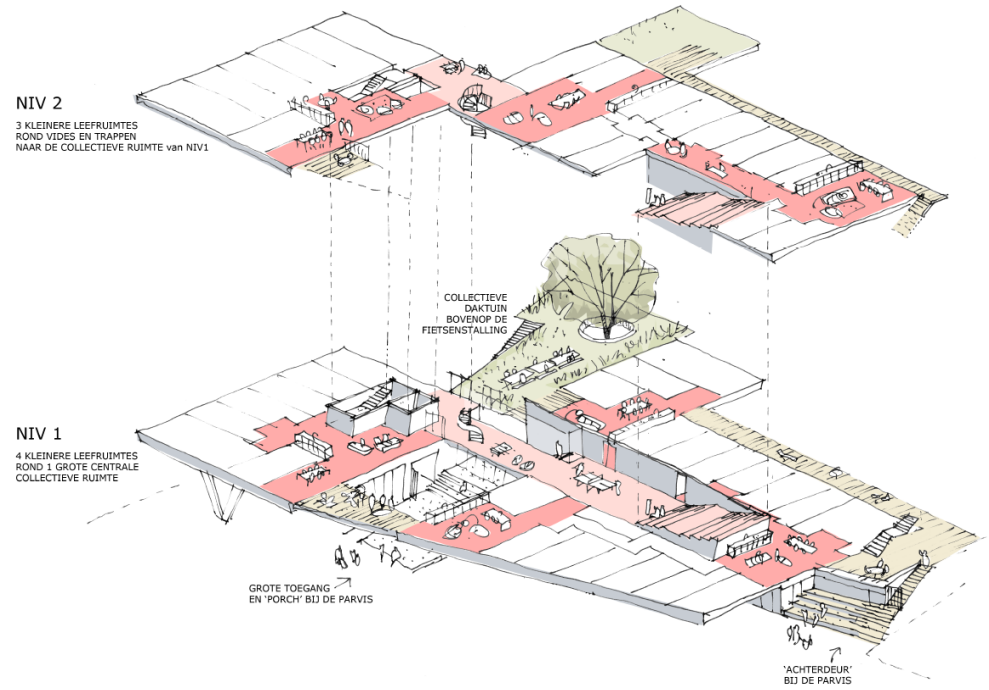 NIV 2
3 KLEINERE LEEFRUIMTES
ROND VIDES EN TRAPPEN
NAAR DE COLLECTIEVE RUIMTE van NIV1
COLLECTIEVE
DAKTUIN
BOVENOP DE
FIETSENSTALLING
NIV 1
4 KLEINERE LEEFRUIMTES
ROND 1 GROTE CENTRALE
COLLECTIEVE RUIMTE
GROTE TOEGANG
EN 'PORCH' BIJ DE PARVIS
'ACHTERDEUR'
BIJ DE PARVIS